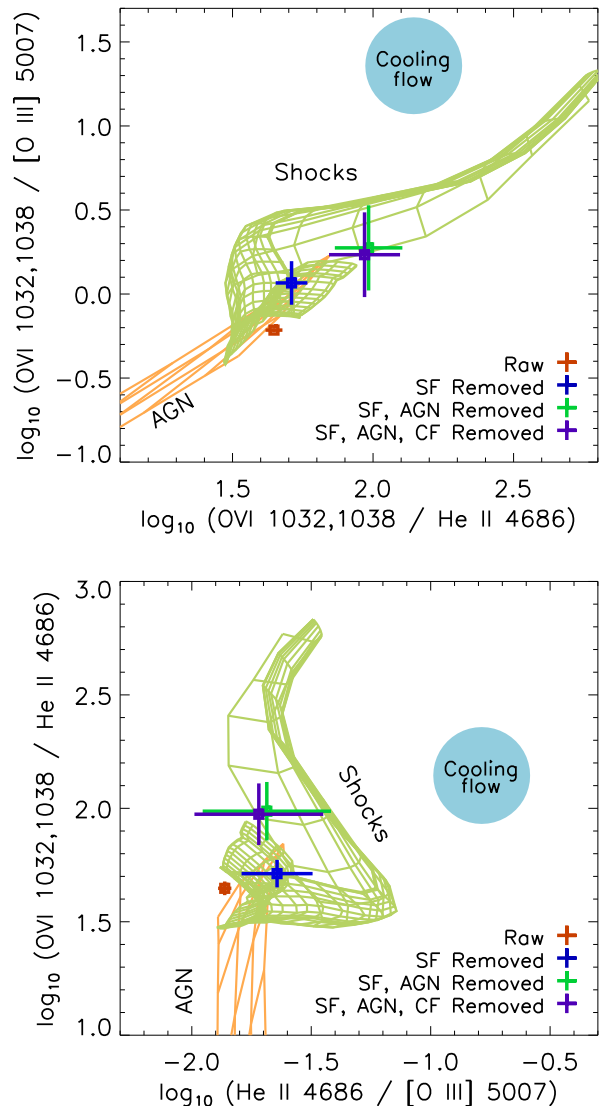 1.5
1.0
0.5
0.0
−0.5
−1.0
log₁₀ (OVI 1032,1038 / [O III] 5007)
Cooling
flow
Shocks
AGN
Raw
SF Removed
SF, AGN Removed
SF, AGN, CF Removed
1.5 2.0 2.5
log₁₀ (OVI 1032,1038 / He II 4686)
3.0
2.5
2.0
1.5
1.0
log₁₀ (OVI 1032,1038 / He II 4686)
Cooling
flow
Shocks
AGN
Raw
SF Removed
SF, AGN Removed
SF, AGN, CF Removed
−2.0 −1.5 −1.0 −0.5
log₁₀ (He II 4686 / [O III] 5007)